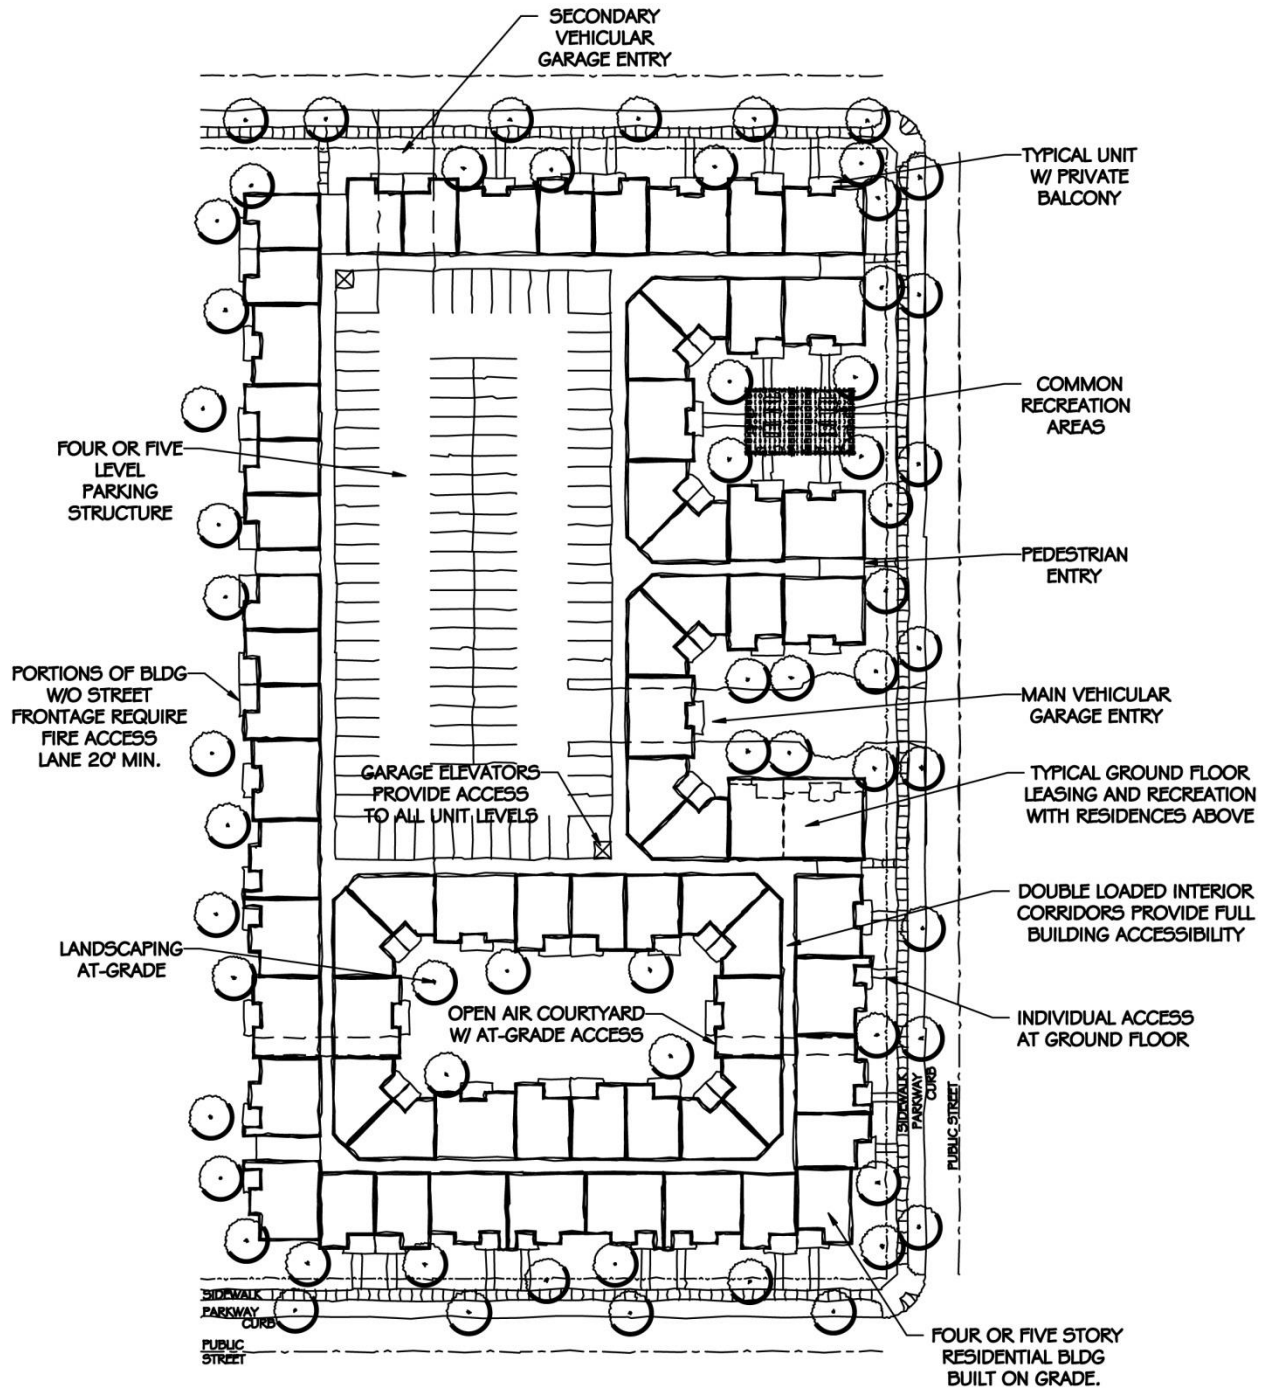 SECONDARY
VEHICULAR
GARAGE ENTRY
TYPICAL UNIT
W/ PRIVATE
BALCONY
COMMON
RECREATION
AREAS
FOUR OR FIVE
LEVEL
PARKING
STRUCTURE
PEDESTRIAN
ENTRY
PORTIONS OF BLDG
W/O STREET
FRONTAGE REQUIRE
FIRE ACCESS
LANE 20' MIN.
MAIN VEHICULAR
GARAGE ENTRY
GARAGE ELEVATORS
PROVIDE ACCESS
TO ALL UNIT LEVELS
TYPICAL GROUND FLOOR
LEASING AND RECREATION
WITH RESIDENCES ABOVE
DOUBLE LOADED INTERIOR
CORRIDORS PROVIDE FULL
BUILDING ACCESSIBILITY
LANDSCAPING
AT-GRADE
OPEN AIR COURTYARD
W/ AT-GRADE ACCESS
INDIVIDUAL ACCESS
AT GROUND FLOOR
SIDEWALK
PARKWAY
CURB
PUBLIC STREET
SIDEWALK
PARKWAY
CURB
PUBLIC
STREET
FOUR OR FIVE STORY
RESIDENTIAL BLDG
BUILT ON GRADE.